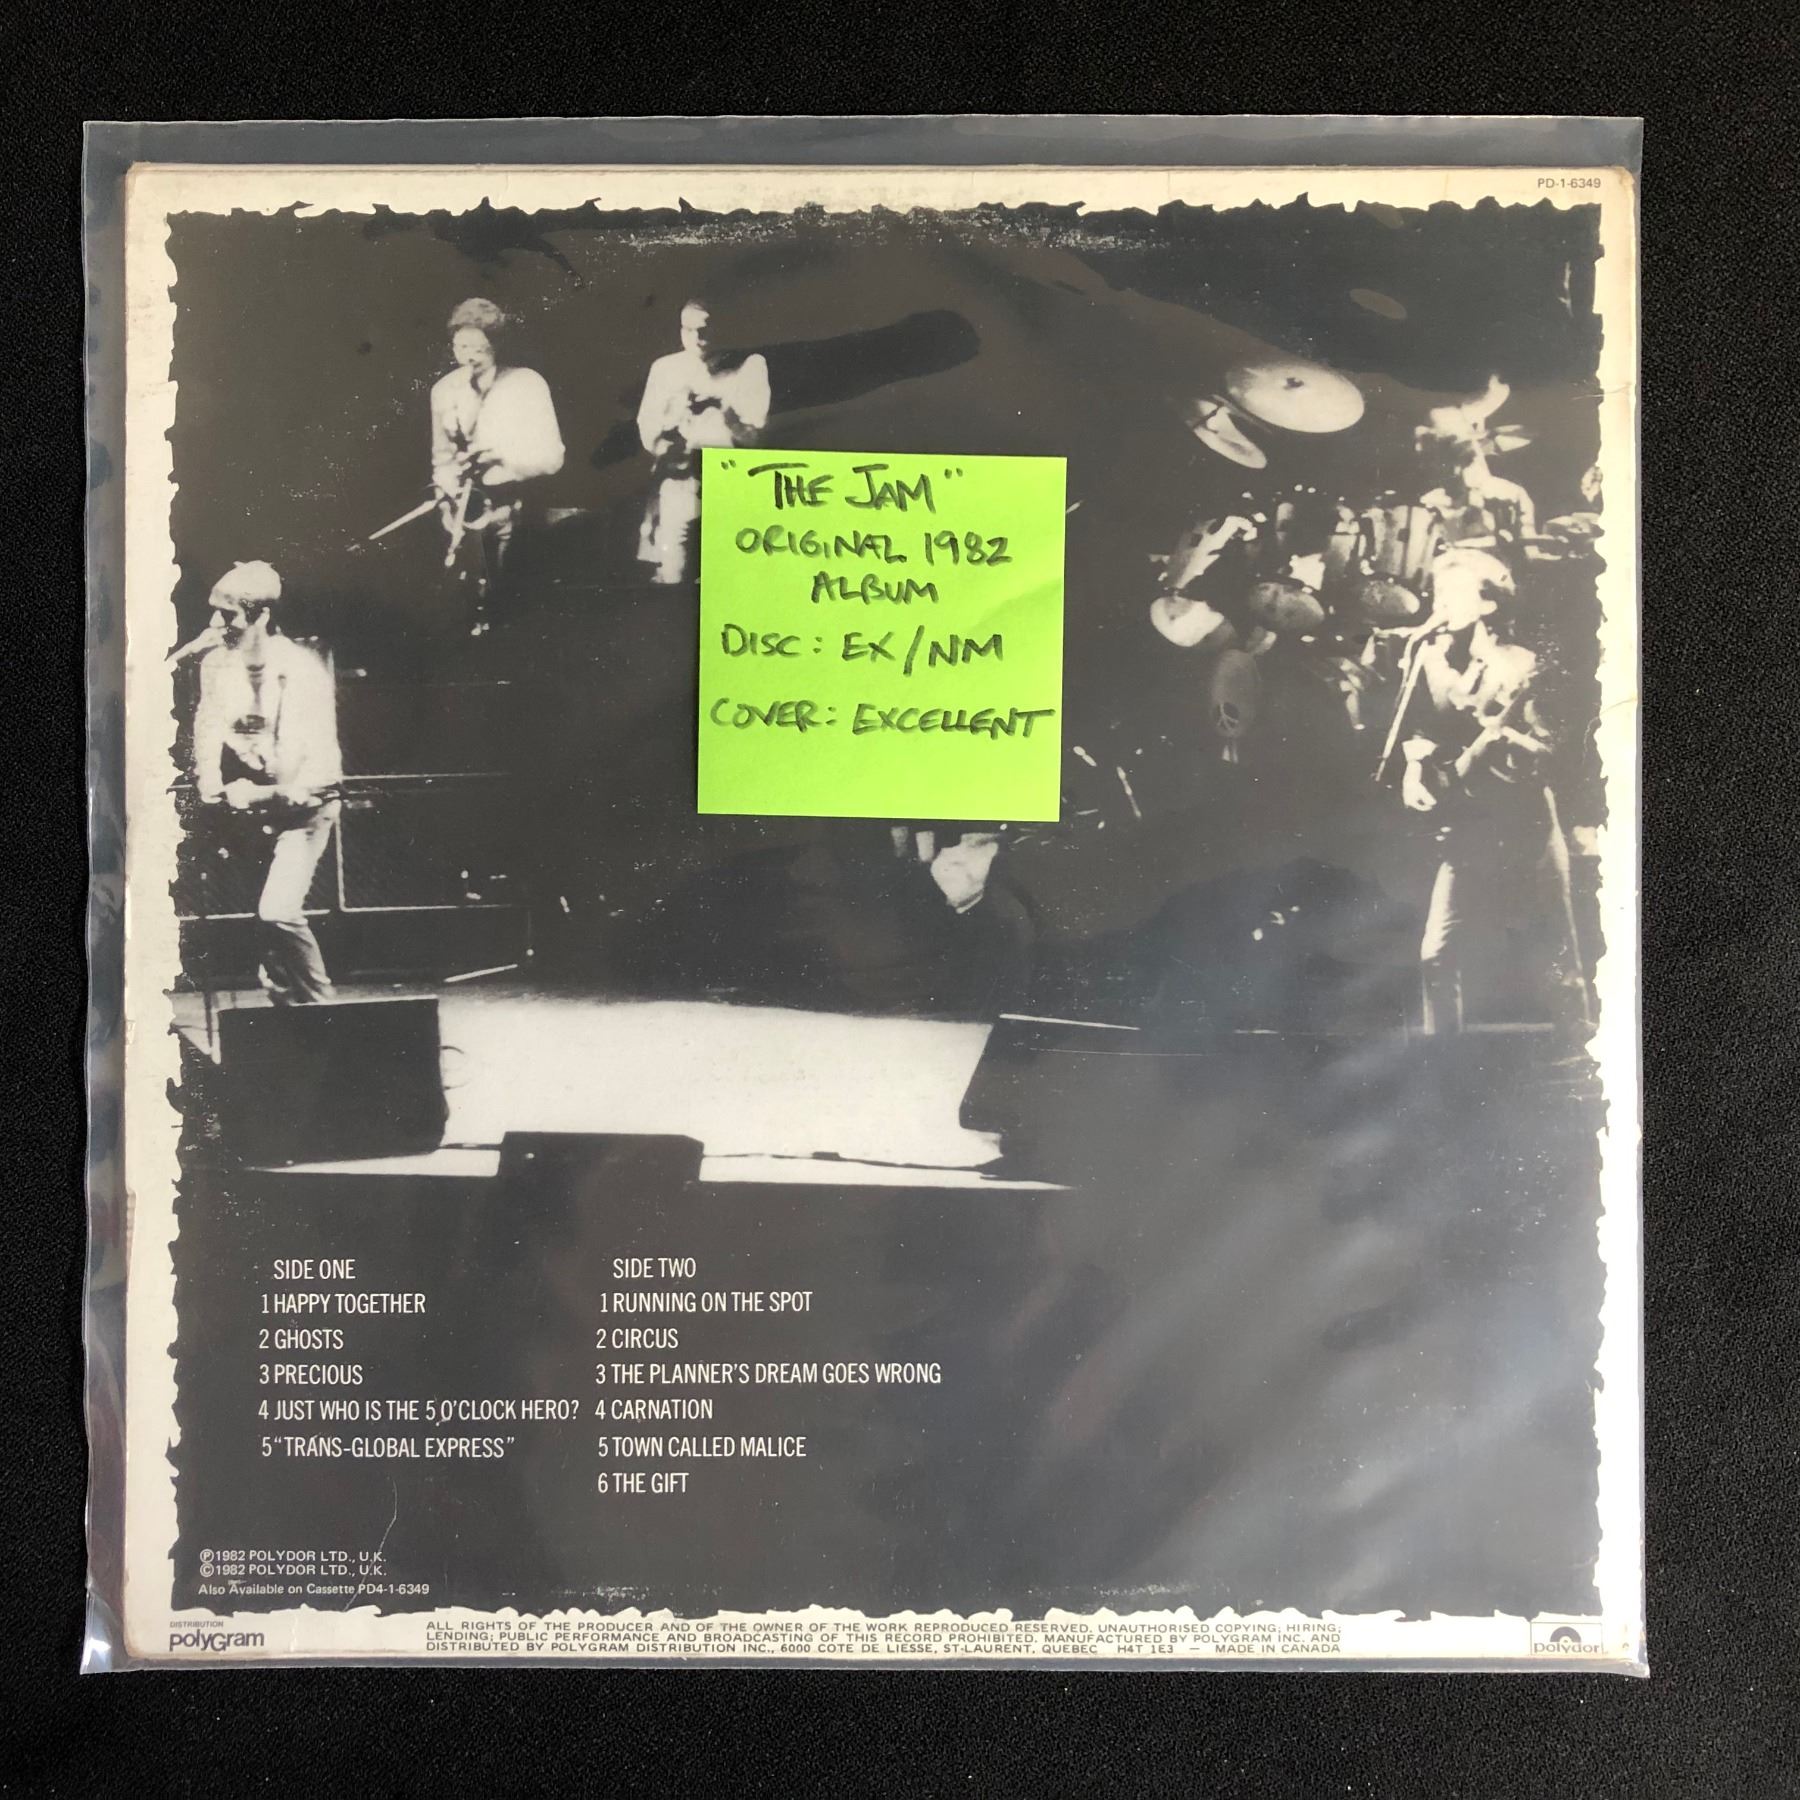 PD-1-6349
"THE JAM"
ORIGINAL 1982
ALBUM
DISC: EX/NM
COVER: EXCELLENT
SIDE ONE
1 HAPPY TOGETHER
2 GHOSTS
3 PRECIOUS
4 JUST WHO IS THE 5 O'CLOCK HERO?
5 "TRANS-GLOBAL EXPRESS"
SIDE TWO
1 RUNNING ON THE SPOT
2 CIRCUS
3 THE PLANNER'S DREAM GOES WRONG
4 CARNATION
5 TOWN CALLED MALICE
6 THE GIFT
Ⓟ1982 POLYDOR LTD., U.K.
©1982 POLYDOR LTD., U.K.
Also Available on Cassette PD4-1-6349
DISTRIBUTION
polyGram
ALL RIGHTS OF THE PRODUCER AND OF THE OWNER OF THE WORK REPRODUCED RESERVED. UNAUTHORISED COPYING; HIRING;
LENDING; PUBLIC PERFORMANCE AND BROADCASTING OF THIS RECORD PROHIBITED. MANUFACTURED BY POLYGRAM INC. AND
DISTRIBUTED BY POLYGRAM DISTRIBUTION INC., 6000 COTE DE LIESSE, ST-LAURENT, QUEBEC H4T 1E3 — MADE IN CANADA
polydor